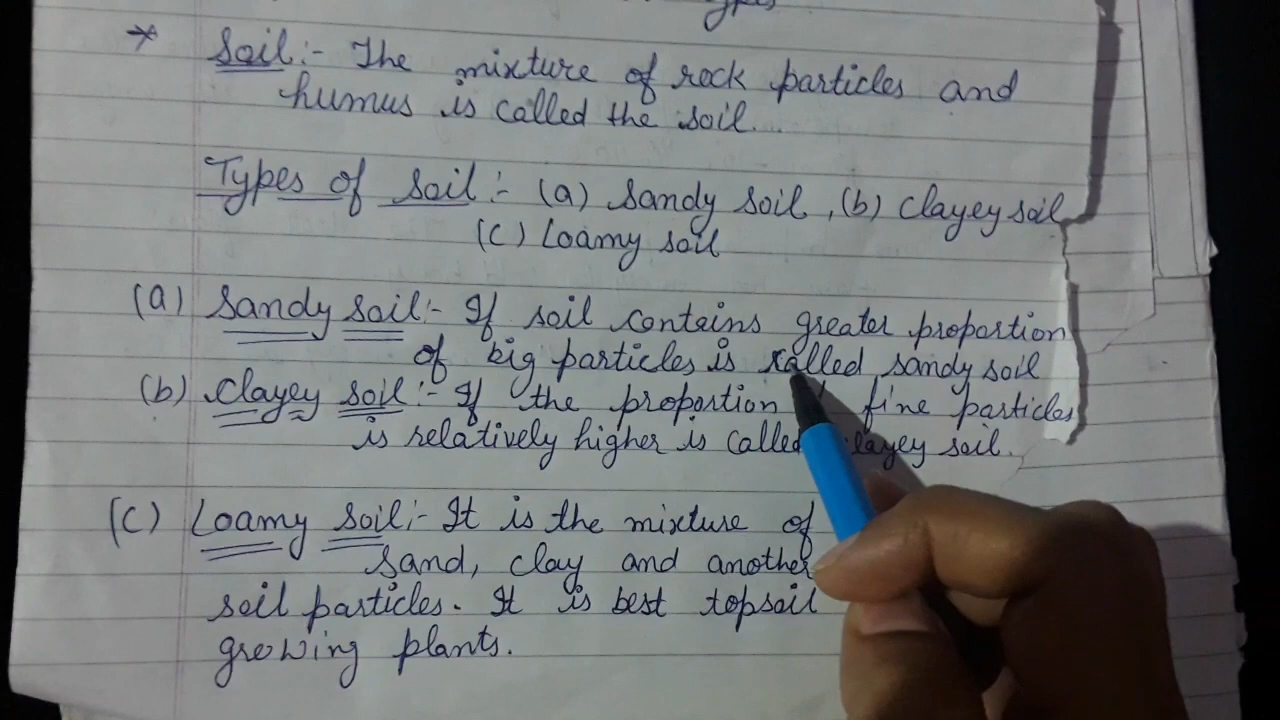 Types
* Soil:- The mixture of rock particles and
humus is called the soil...
Types of soil:- (a) Sandy soil, (b) Clayey soil
(c) Loamy soil
(a) Sandy soil:- If soil contains greater proportion
of big particles is called sandy soil
(b) Clayey soil:- If the proportion fine particles
is relatively higher is called clayey soil.
(c) Loamy soil:- It is the mixture of
sand, clay and another
soil particles. It is best topsoil
growing plants.